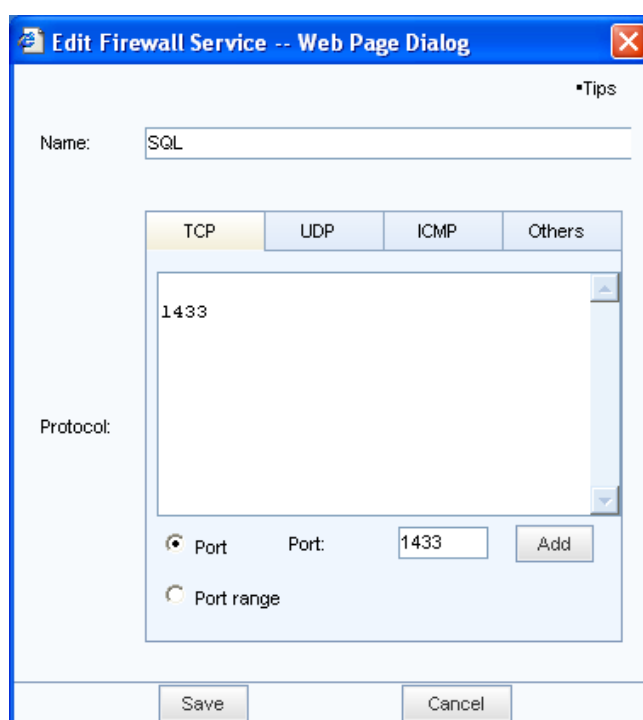 Edit Firewall Service -- Web Page Dialog
▪Tips
Name: SQL
TCP UDP ICMP Others
1433
Protocol:
Port Port: 1433 Add
Port range
Save Cancel